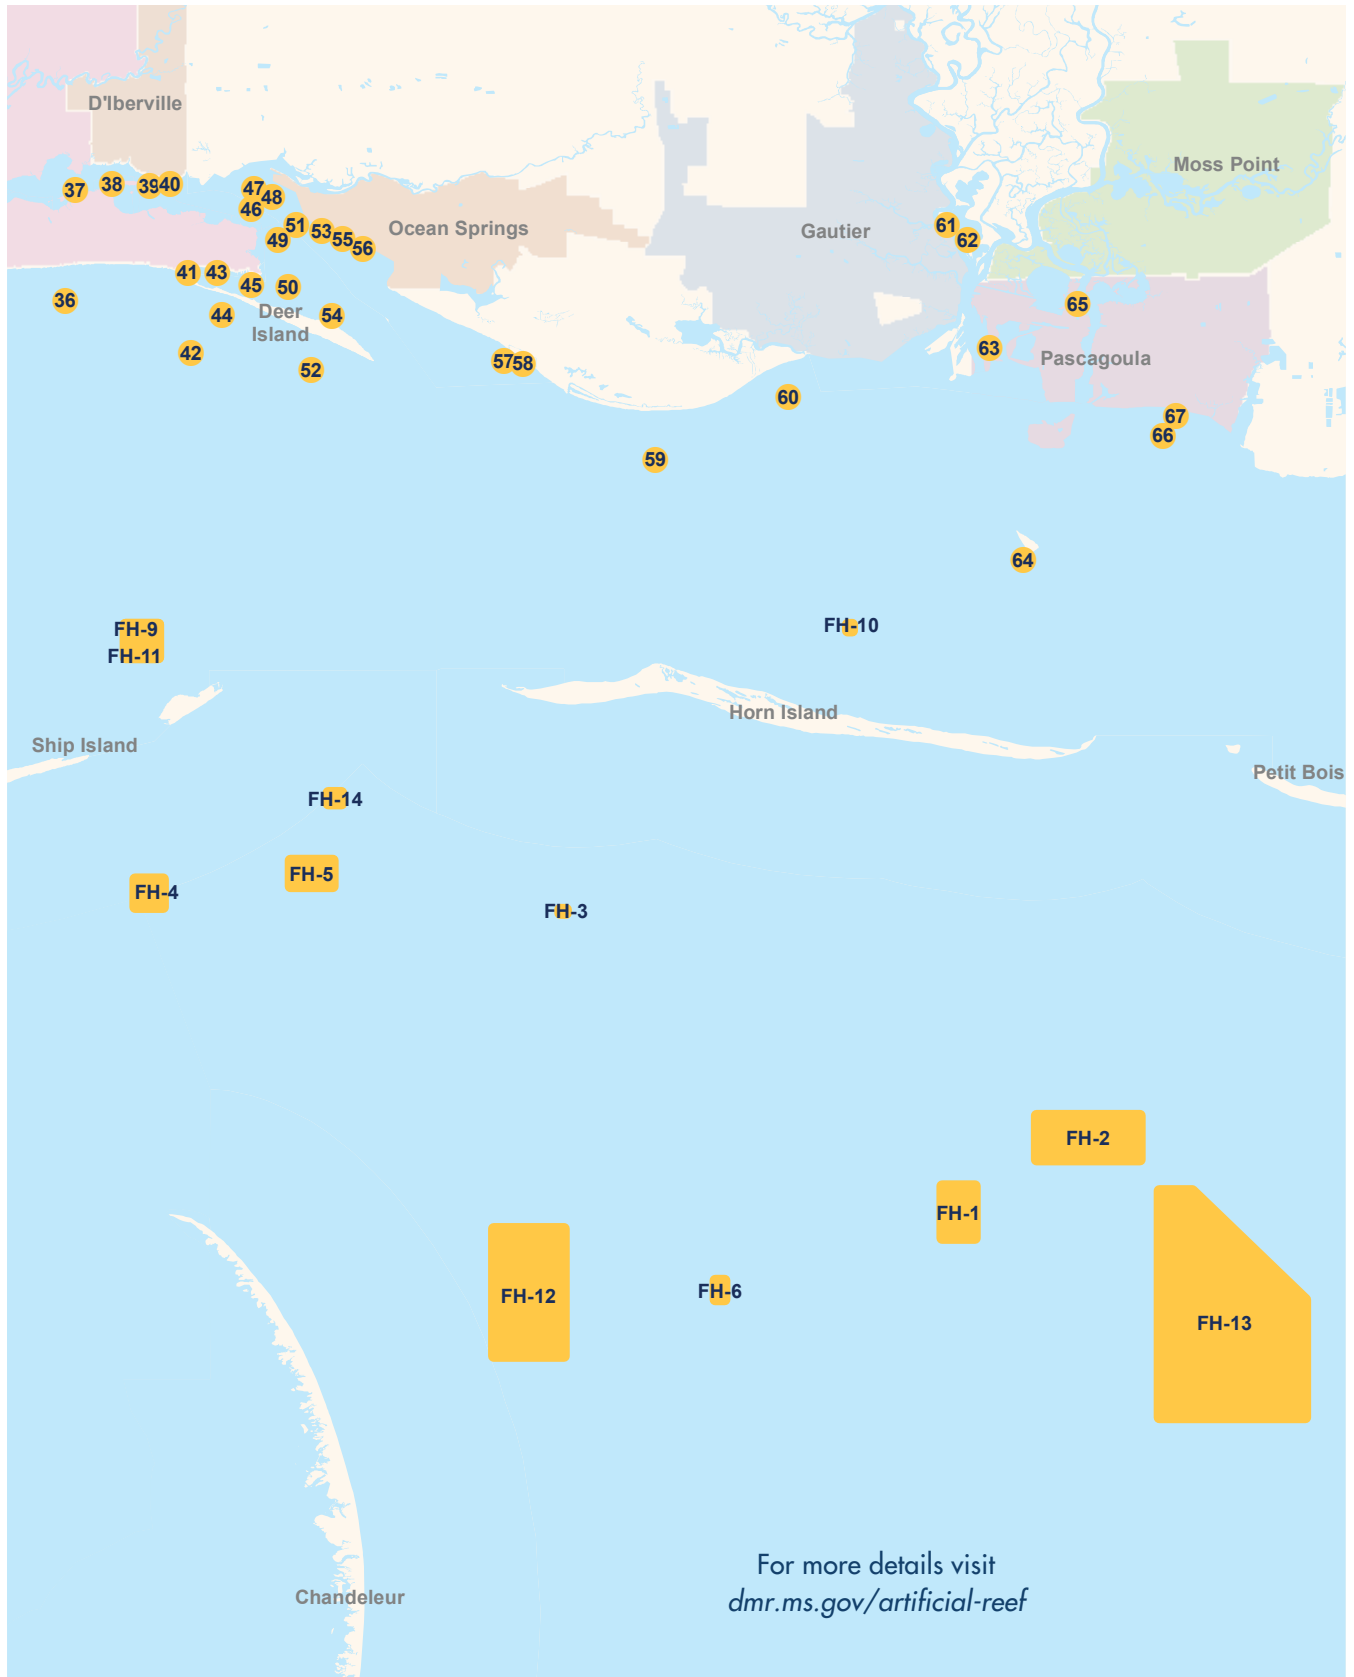 D'Iberville
Moss Point
37
38
39
40
47
48
46
51
53
49
55
56
Ocean Springs
Gautier
61
62
41
43
45
50
36
44
Deer
Island
54
65
42
52
57
58
63
Pascagoula
60
67
66
59
64
FH-9
FH-11
FH-10
Horn Island
Ship Island
Petit Bois
FH-14
FH-5
FH-4
FH-3
FH-2
FH-1
FH-12
FH-6
FH-13
For more details visit
dmr.ms.gov/artificial-reef
Chandeleur